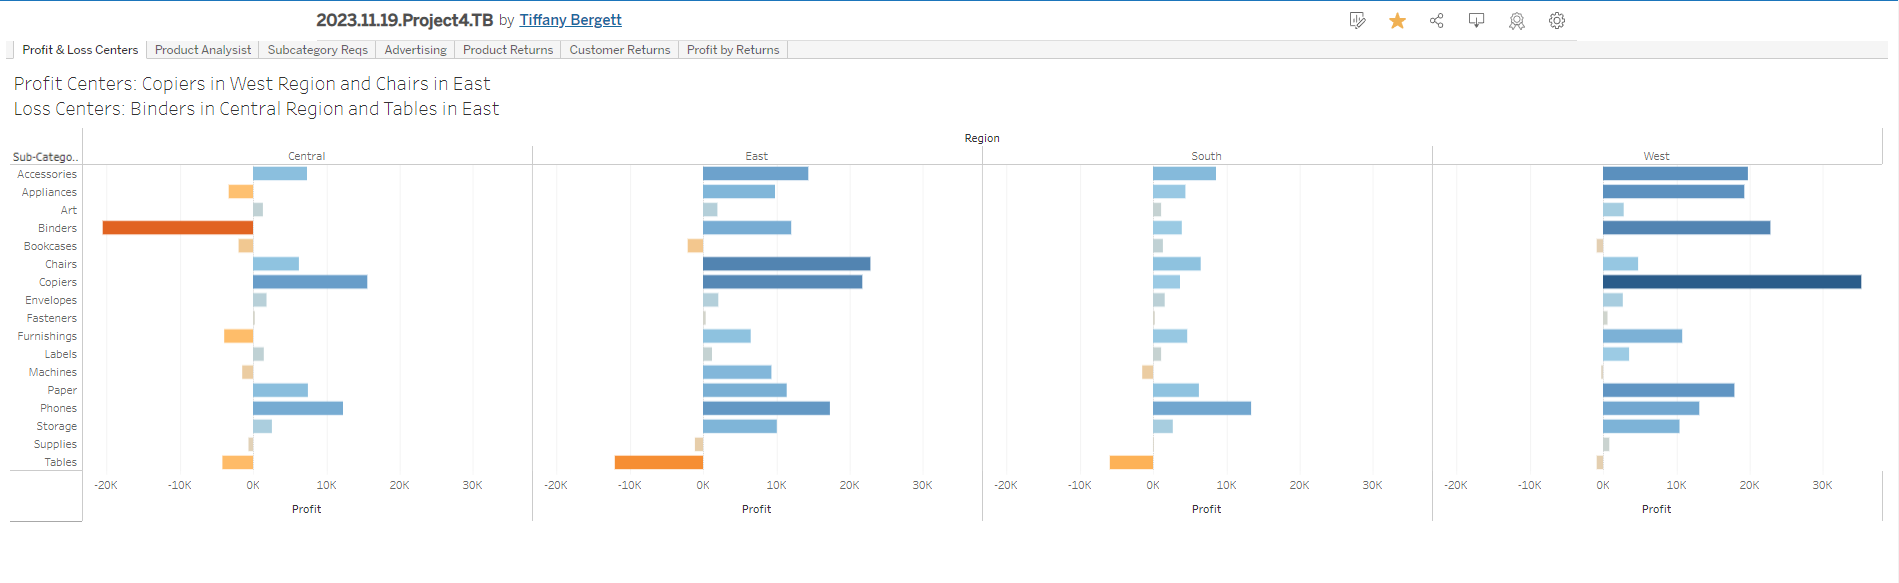 2023.11.19.Project4.TB by Tiffany Bergett
Profit & Loss Centers Product Analysist Subcategory Reqs Advertising Product Returns Customer Returns Profit by Returns
Profit Centers: Copiers in West Region and Chairs in East
Loss Centers: Binders in Central Region and Tables in East
Region
Sub-Catego.. Central East South West
Accessories
Appliances
Art
Binders
Bookcases
Chairs
Copiers
Envelopes
Fasteners
Furnishings
Labels
Machines
Paper
Phones
Storage
Supplies
Tables
-20K -10K 0K 10K 20K 30K -20K -10K 0K 10K 20K 30K -20K -10K 0K 10K 20K 30K -20K -10K 0K 10K 20K 30K
Profit Profit Profit Profit